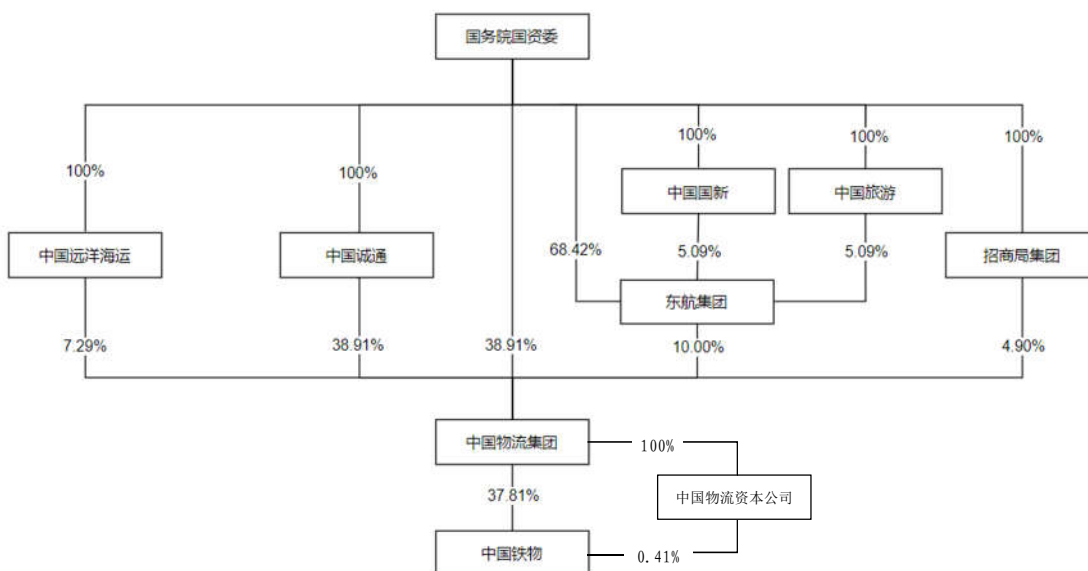 国务院国资委
100%
100%
100%
100%
100%
中国国新
中国旅游
中国远洋海运
中国诚通
68.42%
5.09%
5.09%
招商局集团
东航集团
7.29%
38.91%
38.91%
10.00%
4.90%
中国物流集团
100%
37.81%
中国物流资本公司
中国铁物
0.41%